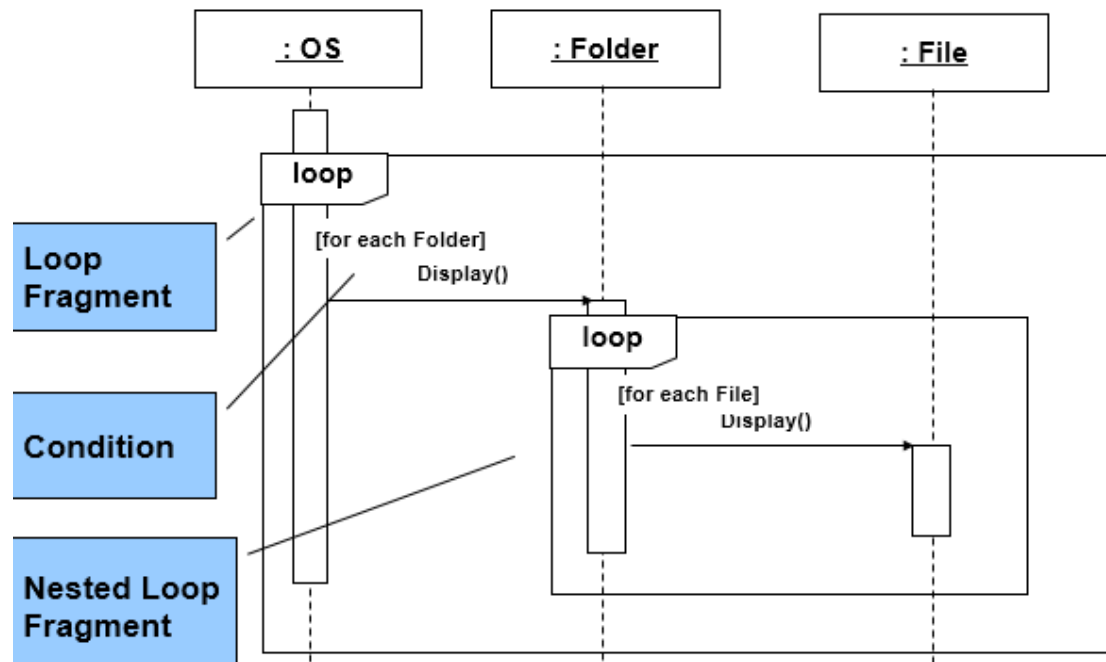 : OS
: Folder
: File
loop
[for each Folder]
Display()
Loop
Fragment
loop
[for each File]
Display()
Condition
Nested Loop
Fragment